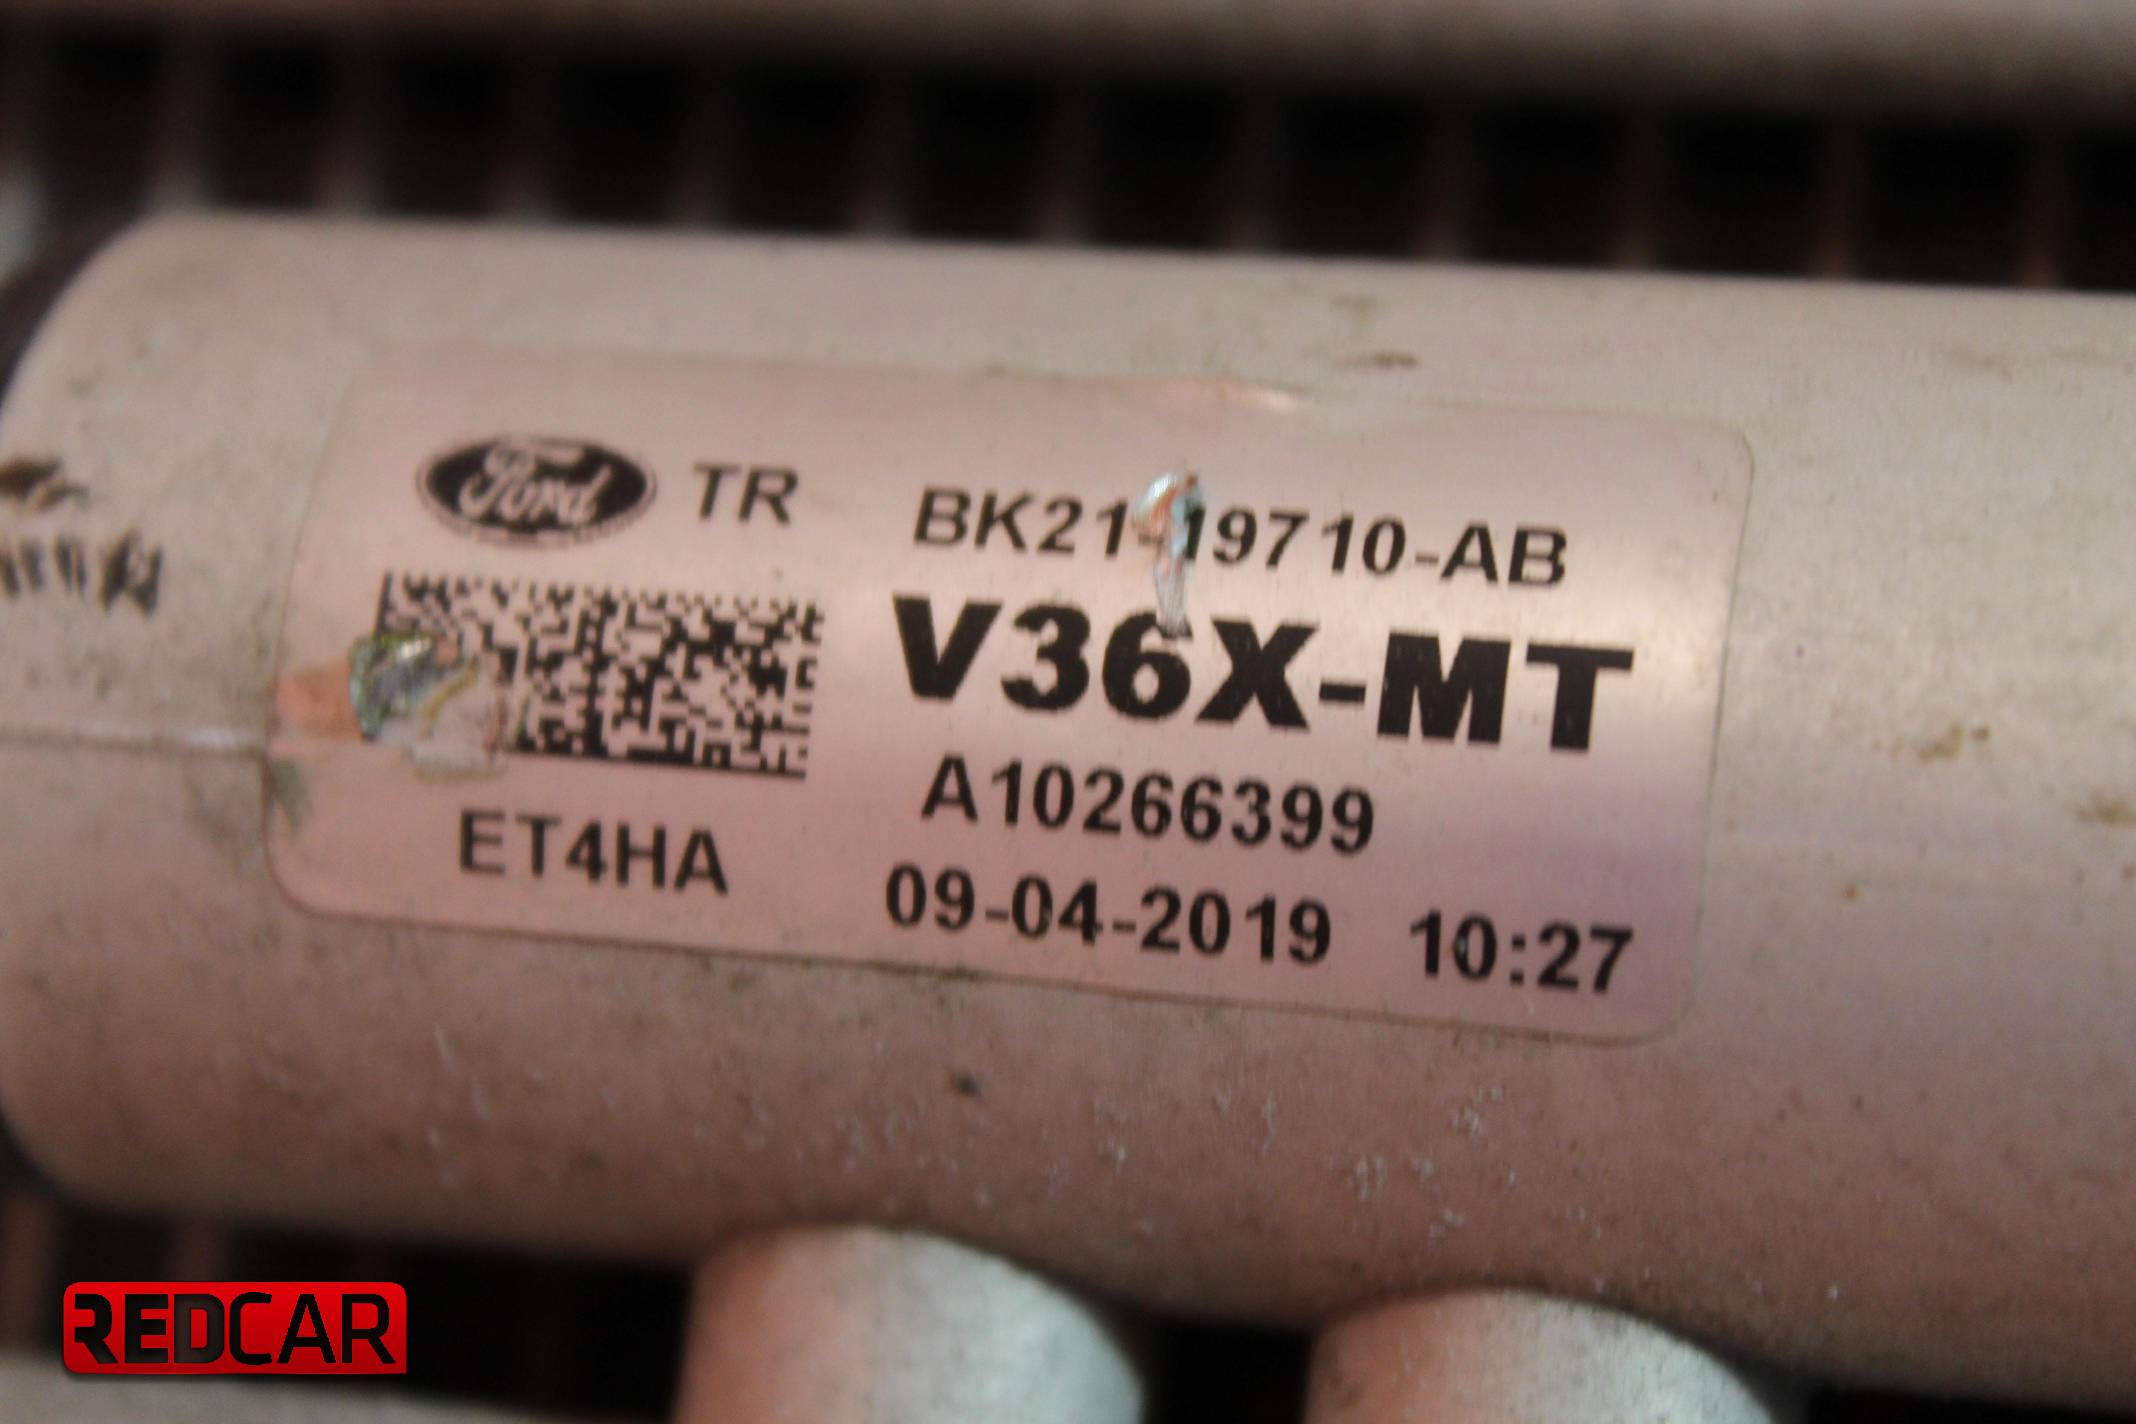 Ford TR BK21-19710-AB
V36X-MT
A10266399
ET4HA
09-04-2019 10:27
REDCAR